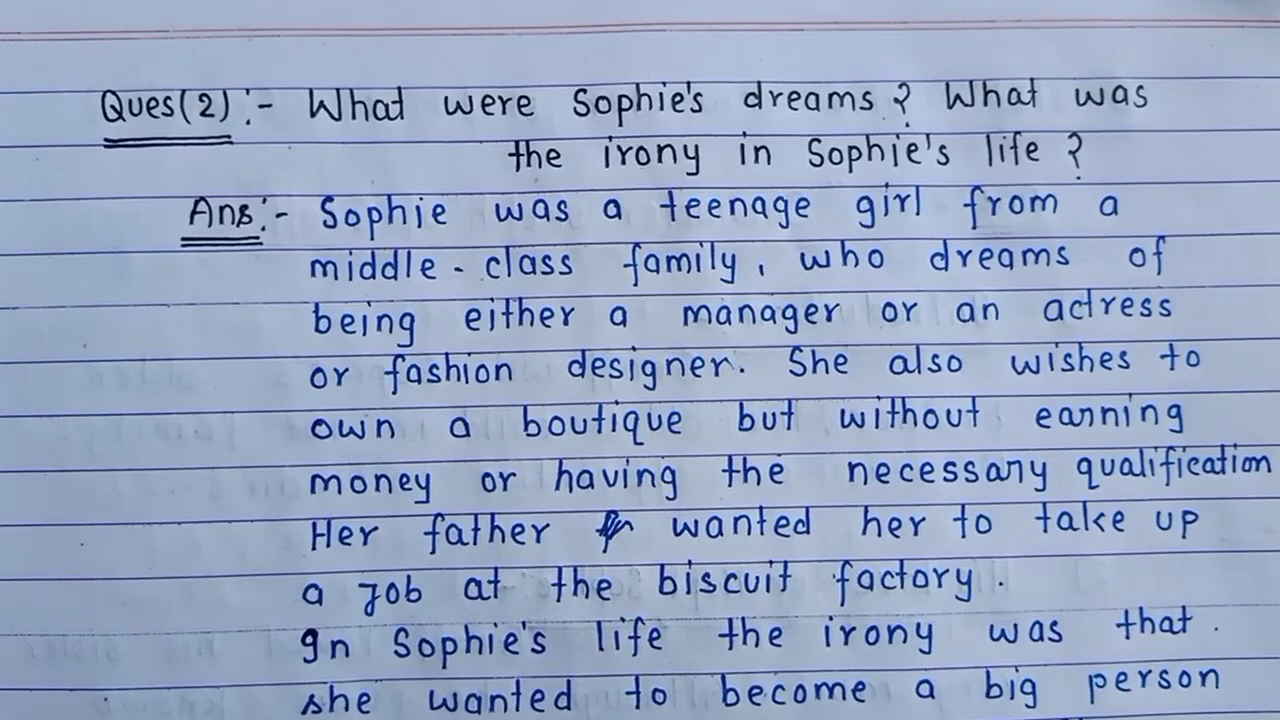 Ques(2):- What were Sophie's dreams? What was
the irony in Sophie's life ?
Ans:- Sophie was a teenage girl from a
middle-class family, who dreams of
being either a manager or an actress
or fashion designer. She also wishes to
own a boutique but without earning
money or having the necessary qualification
Her father wanted her to take up
a job at the biscuit factory.
In Sophie's life the irony was that.
she wanted to become a big person